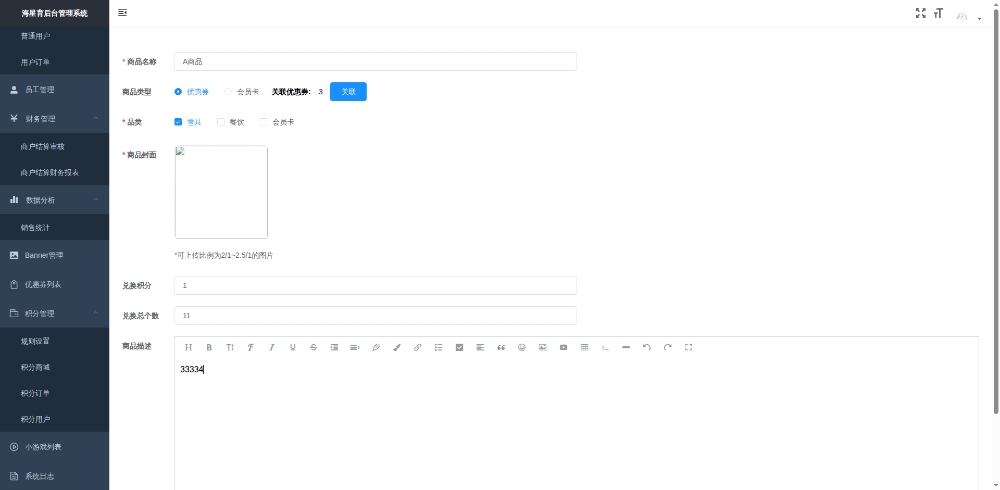 海星育后台管理系统
普通用户
用户订单
员工管理
财务管理
商户结算审核
商户结算财务报表
数据分析
销售统计
Banner管理
优惠券列表
积分管理
规则设置
积分商城
积分订单
积分用户
小游戏列表
系统日志
* 商品名称 A商品
商品类型 优惠券 会员卡 关联优惠券: 3 关联
* 品类 雪具 餐饮 会员卡
* 商品封面
*可上传比例为2/1~2.5/1的图片
兑换积分 1
兑换总个数 11
商品描述
33334